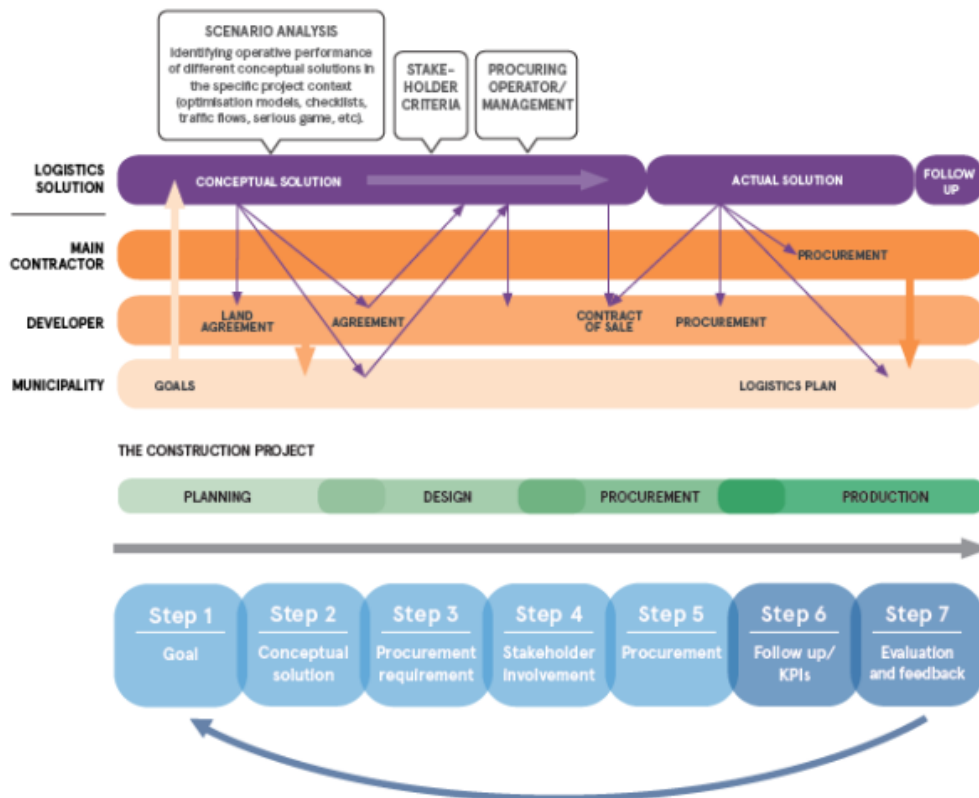 SCENARIO ANALYSIS
Identifying operative performance
of different conceptual solutions in
the specific project context
(optimisation models, checklists,
traffic flows, serious game, etc).
STAKE-
HOLDER
CRITERIA
PROCURING
OPERATOR/
MANAGEMENT
LOGISTICS
SOLUTION
CONCEPTUAL SOLUTION
ACTUAL SOLUTION
FOLLOW
UP
MAIN
CONTRACTOR
PROCUREMENT
DEVELOPER
LAND
AGREEMENT
AGREEMENT
CONTRACT
OF SALE
PROCUREMENT
MUNICIPALITY
GOALS
LOGISTICS PLAN
THE CONSTRUCTION PROJECT
PLANNING
DESIGN
PROCUREMENT
PRODUCTION
Step 1
Goal
Step 2
Conceptual
solution
Step 3
Procurement
requirement
Step 4
Stakeholder
Involvement
Step 5
Procurement
Step 6
Follow up/
KPIs
Step 7
Evaluation
and feedback